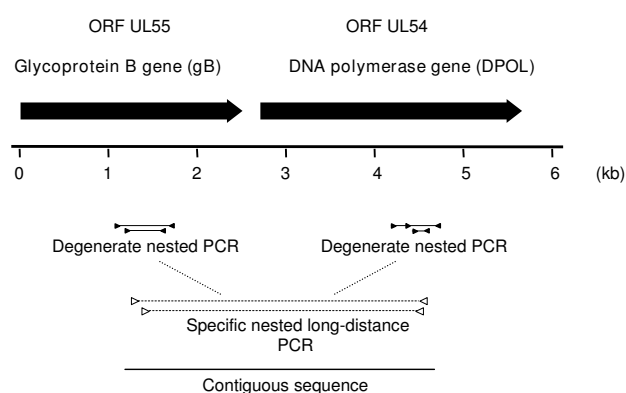 ORF UL55 ORF UL54
Glycoprotein B gene (gB) DNA polymerase gene (DPOL)
0 1 2 3 4 5 6 (kb)
Degenerate nested PCR Degenerate nested PCR
Specific nested long-distance
PCR
Contiguous sequence